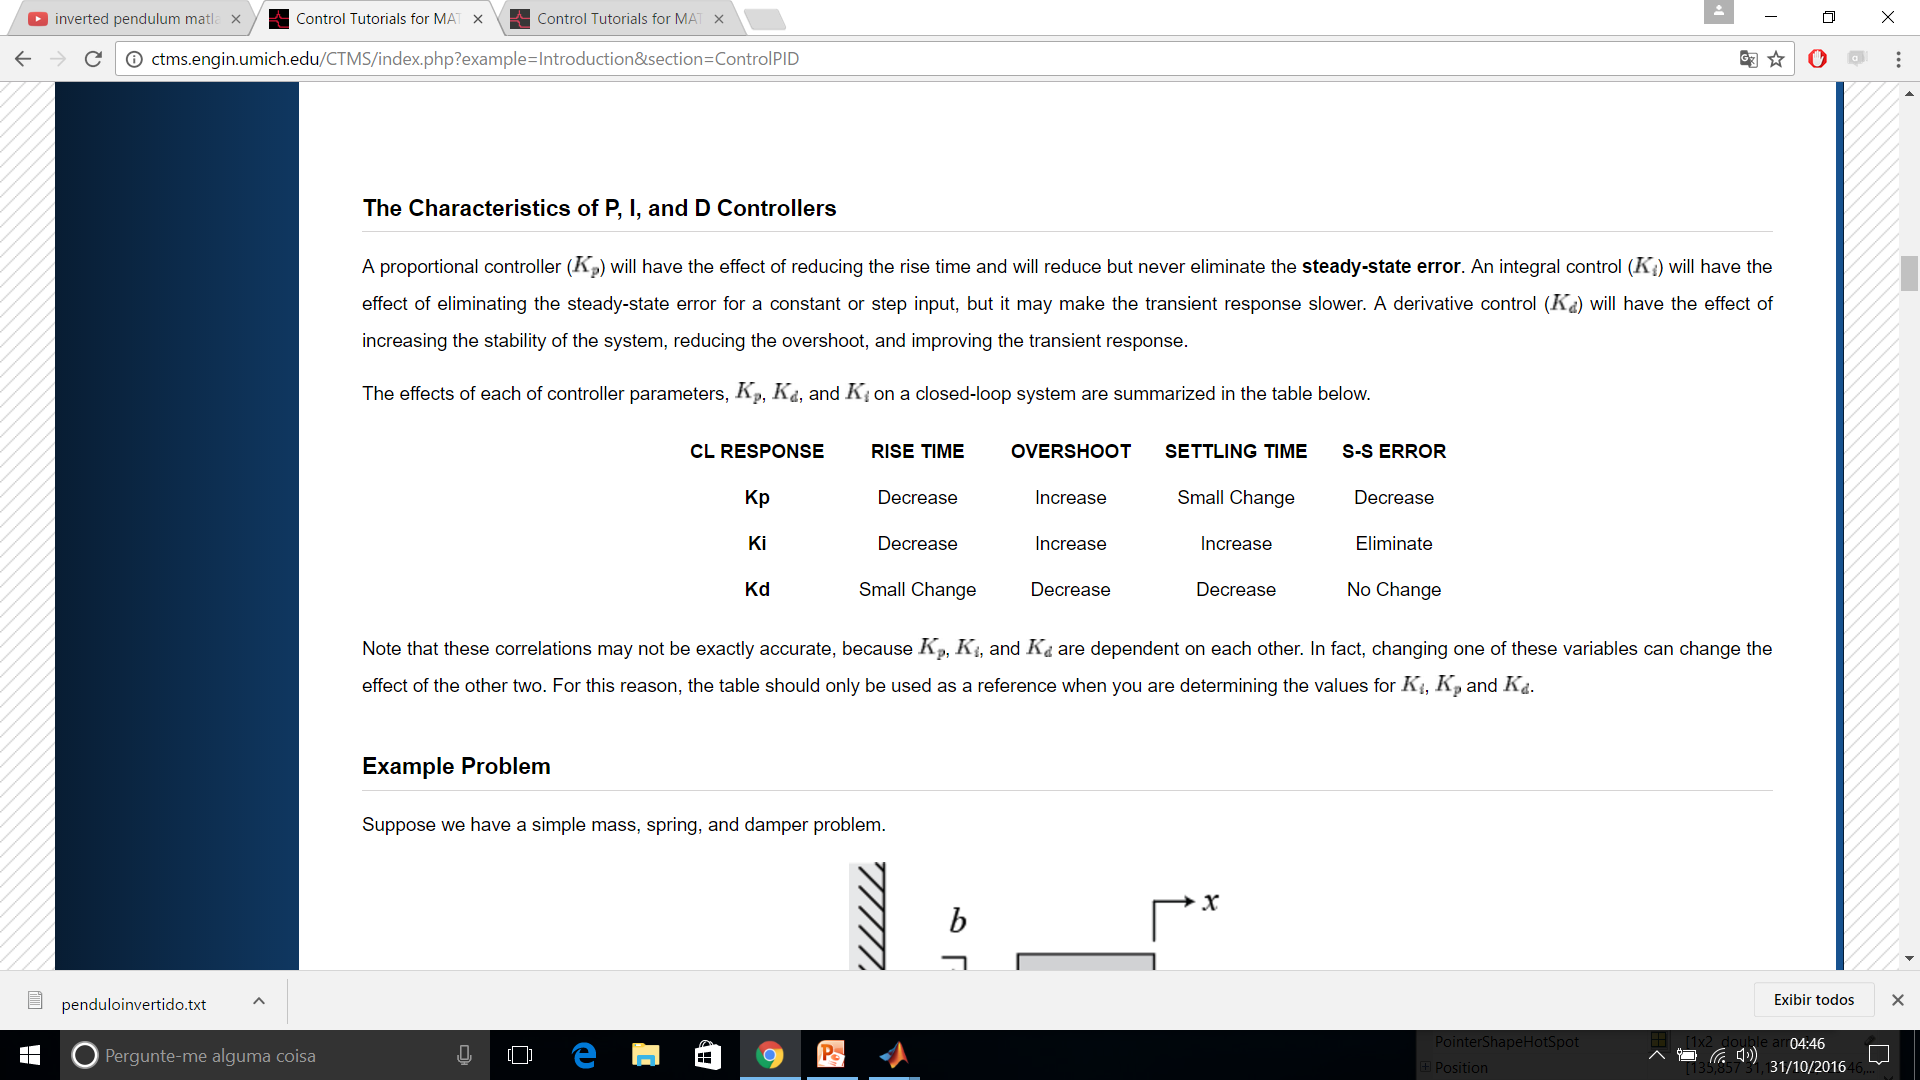 inverted pendulum matla
Control Tutorials for MAT
Control Tutorials for MAT
ctms.engin.umich.edu/CTMS/index.php?example=Introduction&section=ControlPID
The Characteristics of P, I, and D Controllers
A proportional controller (Kp) will have the effect of reducing the rise time and will reduce but never eliminate the steady-state error. An integral control (Ki) will have the
effect of eliminating the steady-state error for a constant or step input, but it may make the transient response slower. A derivative control (Kd) will have the effect of
increasing the stability of the system, reducing the overshoot, and improving the transient response.
The effects of each of controller parameters, Kp, Kd, and Ki on a closed-loop system are summarized in the table below.
CL RESPONSE RISE TIME OVERSHOOT SETTLING TIME S-S ERROR
Kp Decrease Increase Small Change Decrease
Ki Decrease Increase Increase Eliminate
Kd Small Change Decrease Decrease No Change
Note that these correlations may not be exactly accurate, because Kp, Ki, and Kd are dependent on each other. In fact, changing one of these variables can change the
effect of the other two. For this reason, the table should only be used as a reference when you are determining the values for Ki, Kp and Kd.
Example Problem
Suppose we have a simple mass, spring, and damper problem.
x
b
penduloinvertido.txt
Exibir todos
Pergunte-me alguma coisa
PointerShapeHotSpot
Position
04:46
31/10/2016